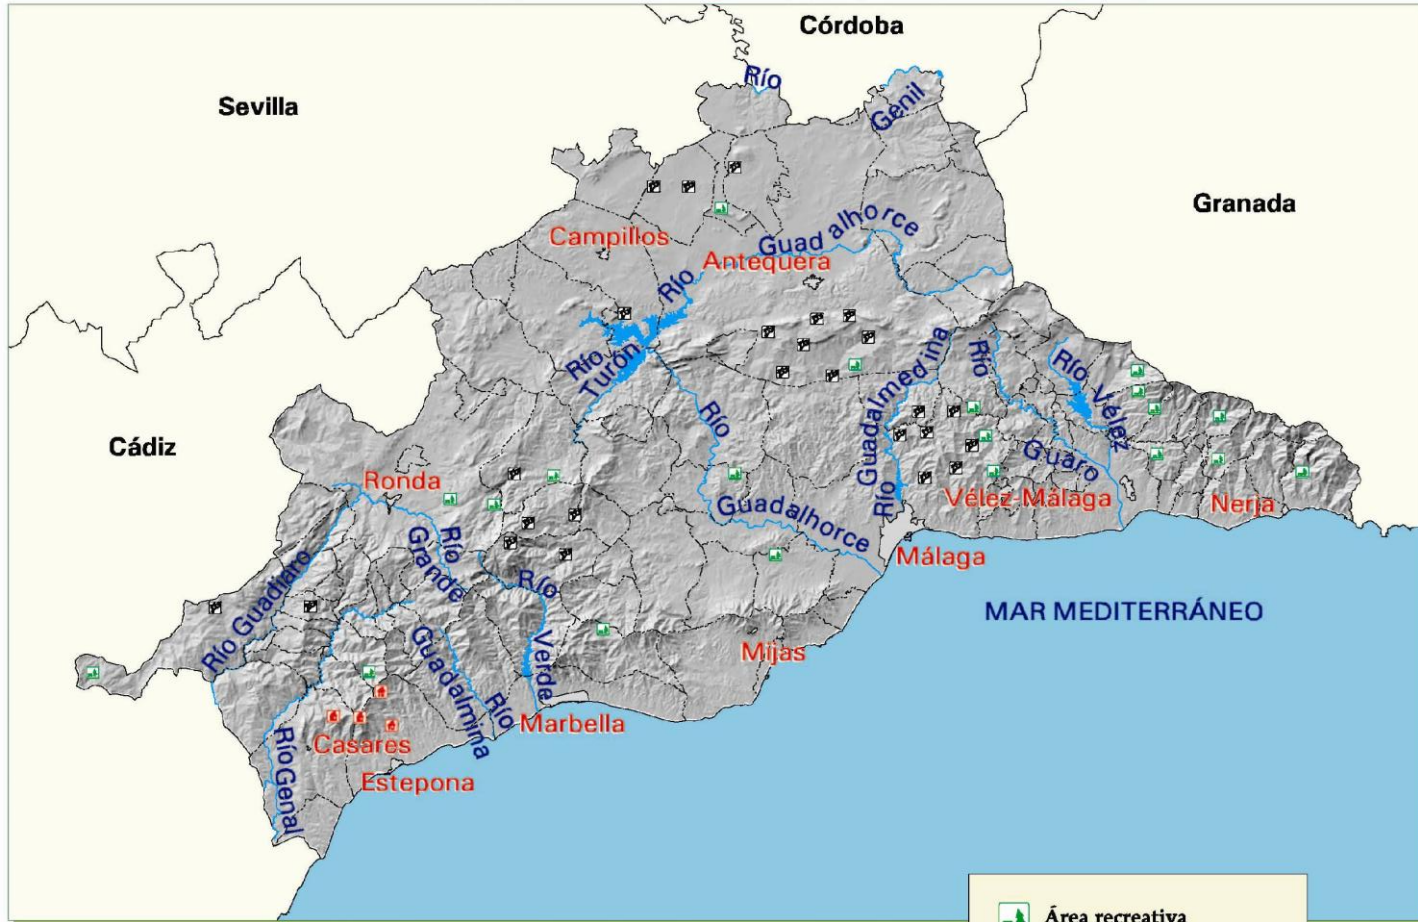 Córdoba
Río
Sevilla
Genil
Granada
Guadalhorce
Campillos
Antequera
Río
Río
Turón
Guadalmedina
Río
Río
Vélez
Río
Cádiz
Guaro
Ronda
Vélez-Málaga
Nerja
Río
Guadalhorce
Río
Grande
Málaga
Río
Río Guadiaro
MAR MEDITERRÁNEO
Guadalmina
Río
Verde
Mijas
Marbella
Casares
Río Genal
Estepona
Área recreativa